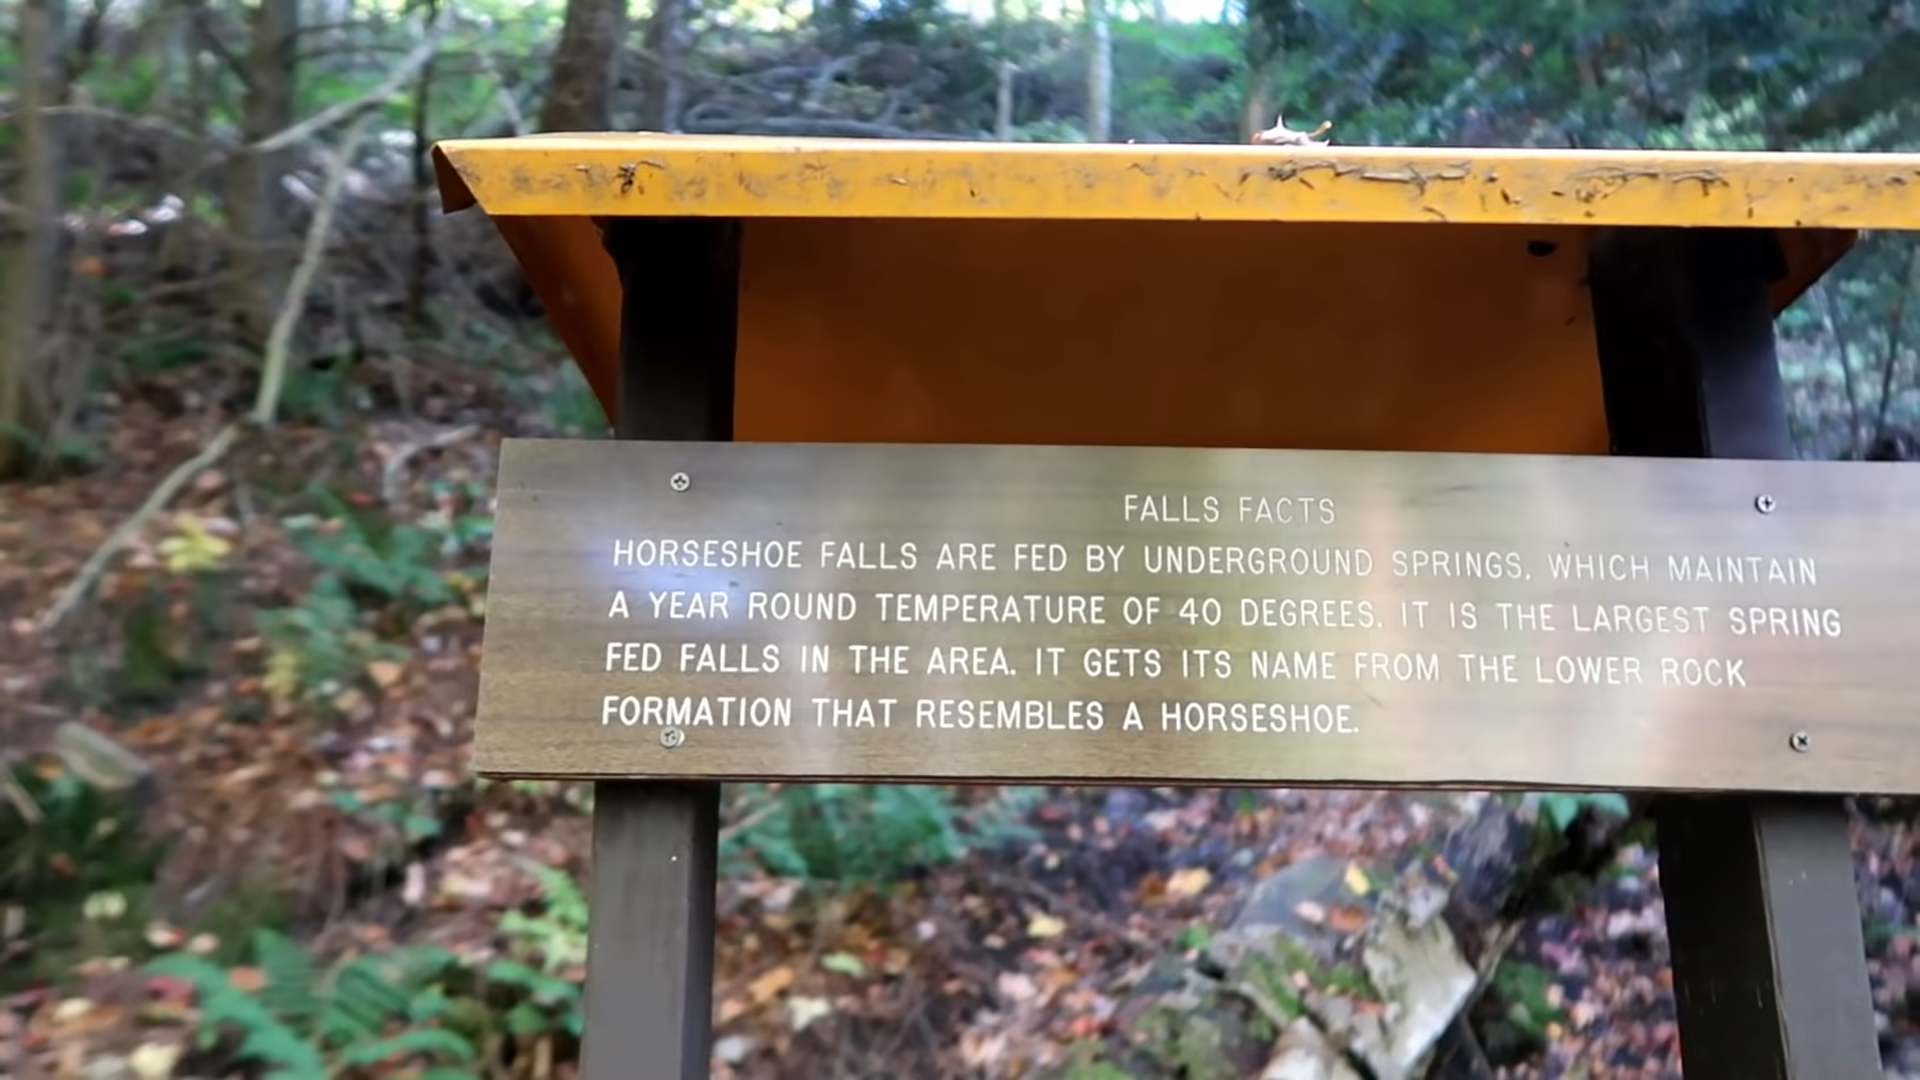 FALLS FACTS
HORSESHOE FALLS ARE FED BY UNDERGROUND SPRINGS, WHICH MAINTAIN
A YEAR ROUND TEMPERATURE OF 40 DEGREES. IT IS THE LARGEST SPRING
FED FALLS IN THE AREA. IT GETS ITS NAME FROM THE LOWER ROCK
FORMATION THAT RESEMBLES A HORSESHOE.